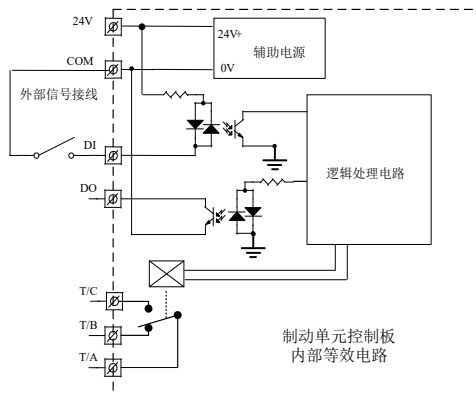 24V
24V+
辅助电源
COM
0V
外部信号接线
DI
逻辑处理电路
DO
T/C
T/B
制动单元控制板
内部等效电路
T/A